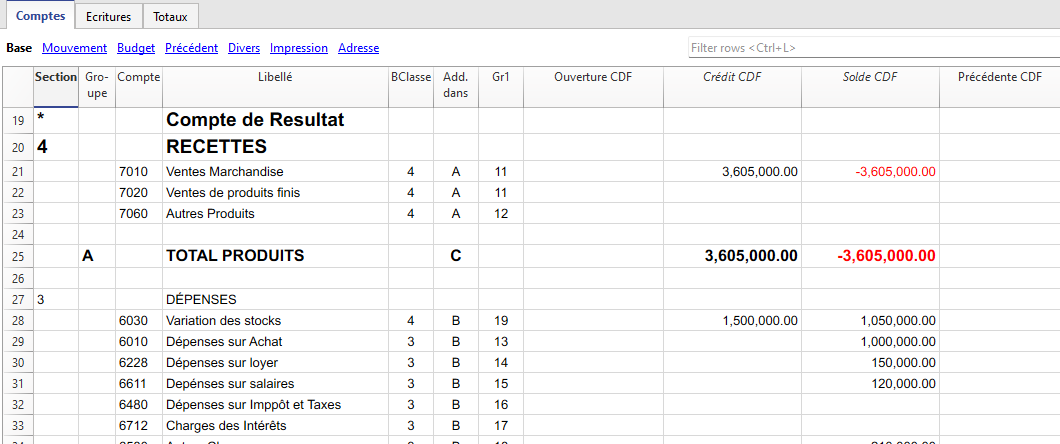 Comptes Ecritures Totaux
Base Mouvement Budget Précédent Divers Impression Adresse Filter rows <Ctrl+L>
Section Gro- Compte Libellé BClasse Add. Gr1 Ouverture CDF Crédit CDF Solde CDF Précédente CDF
upe dans
19 * Compte de Resultat
20 4 RECETTES
21 7010 Ventes Marchandise 4 A 11 3,605,000.00 -3,605,000.00
22 7020 Ventes de produits finis 4 A 11
23 7060 Autres Produits 4 A 12
24
25 A TOTAL PRODUITS C 3,605,000.00 -3,605,000.00
26
27 3 DÉPENSES
28 6030 Variation des stocks 4 B 19 1,500,000.00 1,050,000.00
29 6010 Dépenses sur Achat 3 B 13 1,000,000.00
30 6228 Dépenses sur loyer 3 B 14 150,000.00
31 6611 Depénses sur salaires 3 B 15 120,000.00
32 6480 Dépenses sur Imppôt et Taxes 3 B 16
33 6712 Charges des Intérêts 3 B 17